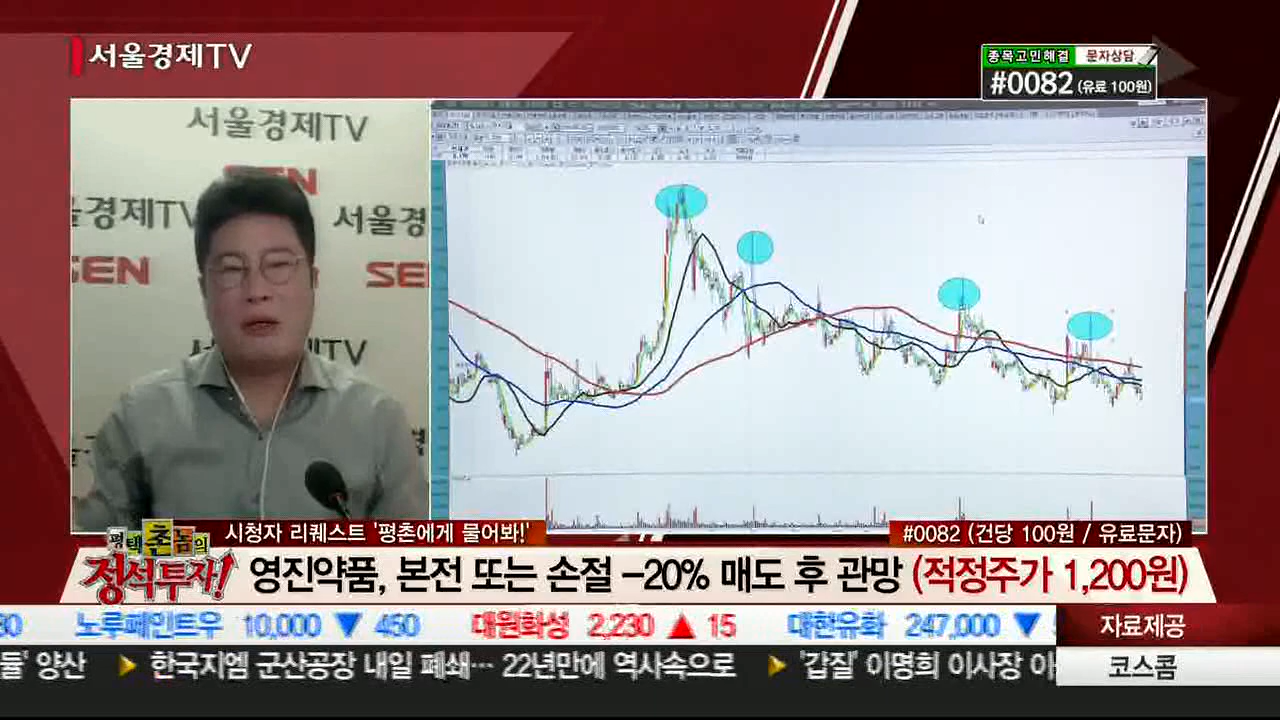 서울경제TV
종목고민해결 문자상담
#0082 (유료 100원)
서울경제TV
SEN
경제TV
서울경
SEN
SE
제TV
평택촌놈의
정석투자!
시청자 리퀘스트 '평촌에게 물어봐!'
#0082 (건당 100원 / 유료문자)
영진약품, 본전 또는 손절 -20% 매도 후 관망 (적정주가 1,200원)
노루페인트우 10,000 ▼ 450 대원화성 2,230 ▲ 15 대현유화 247,000 ▼
자료제공
들' 양산 ▶ 한국지엠 군산공장 내일 폐쇄… 22년만에 역사속으로 ▶ '갑질' 이명희 이사장
코스콤